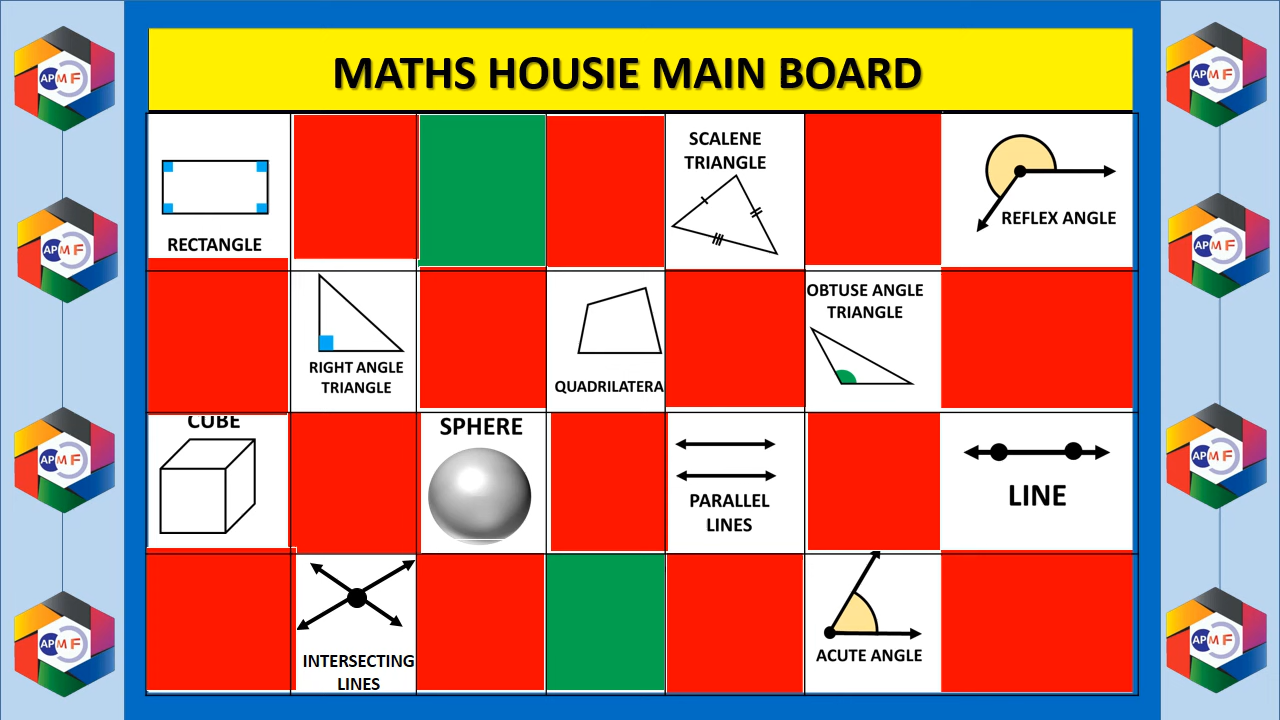 MATHS HOUSIE MAIN BOARD
RECTANGLE
SCALENE
TRIANGLE
REFLEX ANGLE
RIGHT ANGLE
TRIANGLE
QUADRILATERA
OBTUSE ANGLE
TRIANGLE
CUBE
SPHERE
PARALLEL
LINES
LINE
INTERSECTING
LINES
ACUTE ANGLE
APMF
APMF
APMF
APMF
APMF
APMF
APMF
APMF